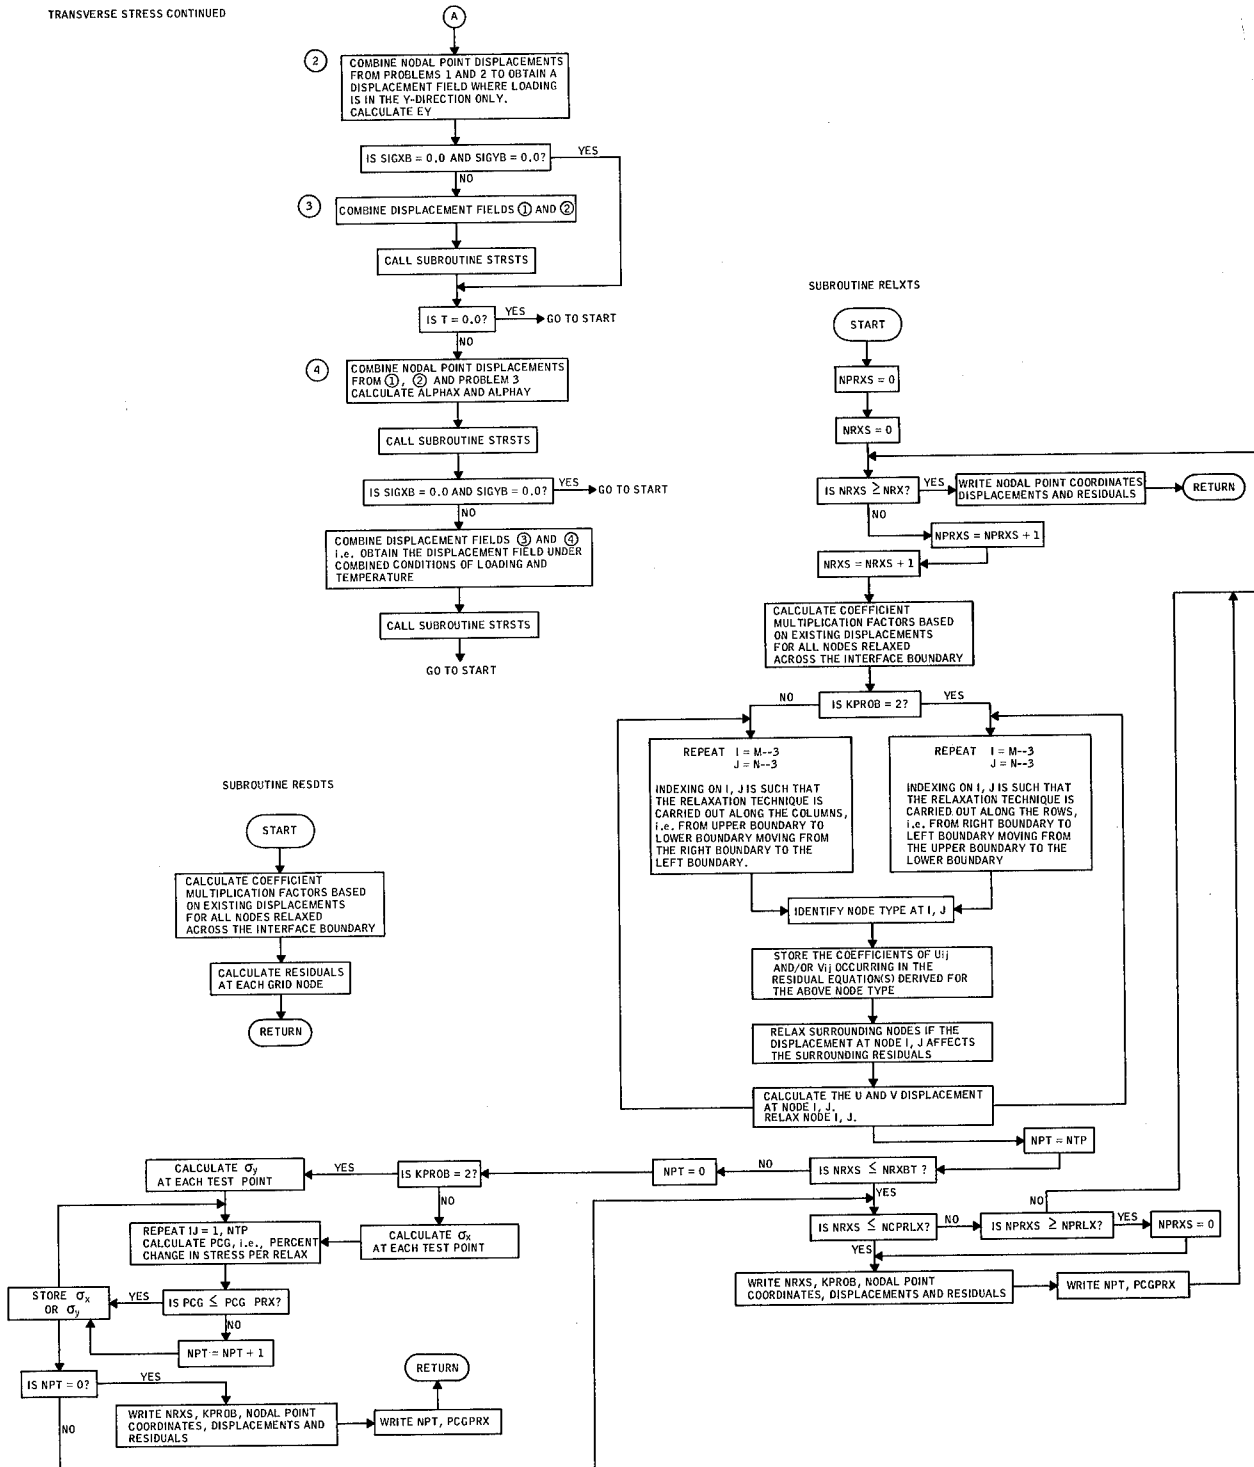 TRANSVERSE STRESS CONTINUED
A
2
COMBINE NODAL POINT DISPLACEMENTS
FROM PROBLEMS 1 AND 2 TO OBTAIN A
DISPLACEMENT FIELD WHERE LOADING
IS IN THE Y-DIRECTION ONLY.
CALCULATE EY
IS SIGXB = 0.0 AND SIGYB = 0.0?
YES
NO
3
COMBINE DISPLACEMENT FIELDS ① AND ②
CALL SUBROUTINE STRSTS
IS T = 0.0?
YES
GO TO START
NO
4
COMBINE NODAL POINT DISPLACEMENTS
FROM ①, ② AND PROBLEM 3
CALCULATE ALPHAX AND ALPHAY
CALL SUBROUTINE STRSTS
IS SIGXB = 0.0 AND SIGYB = 0.0?
YES
GO TO START
NO
COMBINE DISPLACEMENT FIELDS ③ AND ④
i.e. OBTAIN THE DISPLACEMENT FIELD UNDER
COMBINED CONDITIONS OF LOADING AND
TEMPERATURE
CALL SUBROUTINE STRSTS
GO TO START
SUBROUTINE RESDTS
START
CALCULATE COEFFICIENT
MULTIPLICATION FACTORS BASED
ON EXISTING DISPLACEMENTS
FOR ALL NODES RELAXED
ACROSS THE INTERFACE BOUNDARY
CALCULATE RESIDUALS
AT EACH GRID NODE
RETURN
SUBROUTINE RELXTS
START
NPRXS = 0
NRXS = 0
IS NRXS ≥ NRX?
YES
WRITE NODAL POINT COORDINATES
DISPLACEMENTS AND RESIDUALS
RETURN
NO
NPRXS = NPRXS + 1
NRXS = NRXS + 1
CALCULATE COEFFICIENT
MULTIPLICATION FACTORS BASED
ON EXISTING DISPLACEMENTS
FOR ALL NODES RELAXED
ACROSS THE INTERFACE BOUNDARY
NO
IS KPROB = 2?
YES
REPEAT I = M--3
J = N--3
INDEXING ON I, J IS SUCH THAT
THE RELAXATION TECHNIQUE IS
CARRIED OUT ALONG THE COLUMNS,
i.e. FROM UPPER BOUNDARY TO
LOWER BOUNDARY MOVING FROM
THE RIGHT BOUNDARY TO THE
LEFT BOUNDARY.
REPEAT I = M--3
J = N--3
INDEXING ON I, J IS SUCH THAT
THE RELAXATION TECHNIQUE IS
CARRIED OUT ALONG THE ROWS,
i.e. FROM RIGHT BOUNDARY TO
LEFT BOUNDARY MOVING FROM
THE UPPER BOUNDARY TO THE
LOWER BOUNDARY
IDENTIFY NODE TYPE AT I, J
STORE THE COEFFICIENTS OF Uij
AND/OR Vij OCCURRING IN THE
RESIDUAL EQUATION(S) DERIVED FOR
THE ABOVE NODE TYPE
RELAX SURROUNDING NODES IF THE
DISPLACEMENT AT NODE I, J AFFECTS
THE SURROUNDING RESIDUALS
CALCULATE THE U AND V DISPLACEMENT
AT NODE I, J.
RELAX NODE I, J.
NPT = NTP
IS NRXS ≤ NRXBT ?
NO
NPT = 0
IS KPROB = 2?
YES
CALCULATE σy
AT EACH TEST POINT
NO
CALCULATE σx
AT EACH TEST POINT
REPEAT IJ = 1, NTP
CALCULATE PCG, i.e., PERCENT
CHANGE IN STRESS PER RELAX
IS PCG ≤ PCG PRX?
YES
STORE σx
OR σy
NO
NPT = NPT + 1
IS NPT = 0?
YES
NO
WRITE NRXS, KPROB, NODAL POINT
COORDINATES, DISPLACEMENTS AND
RESIDUALS
WRITE NPT, PCGPRX
RETURN
YES
IS NRXS ≤ NCPRLX?
NO
IS NPRXS ≥ NPRLX?
NO
YES
NPRXS = 0
YES
WRITE NRXS, KPROB, NODAL POINT
COORDINATES, DISPLACEMENTS AND RESIDUALS
WRITE NPT, PCGPRX